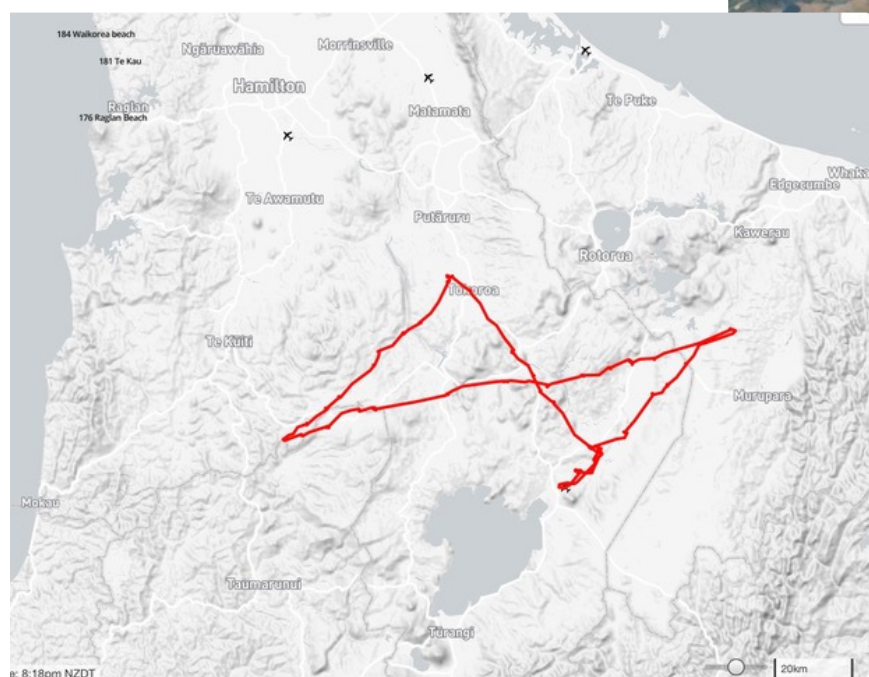 184 Waikorea beach
Ngāruawāhia
Morrinsville
181 Te Kau
Hamilton
Raglan
176 Raglan Beach
Matamata
Te Puke
Whaka
Te Awamutu
Edgecumbe
Putāruru
Kawerau
Rotorua
Tokoroa
Te Kūiti
Murupara
Mokau
Taumarunui
Tūrangi
e: 8:18pm NZDT
20km